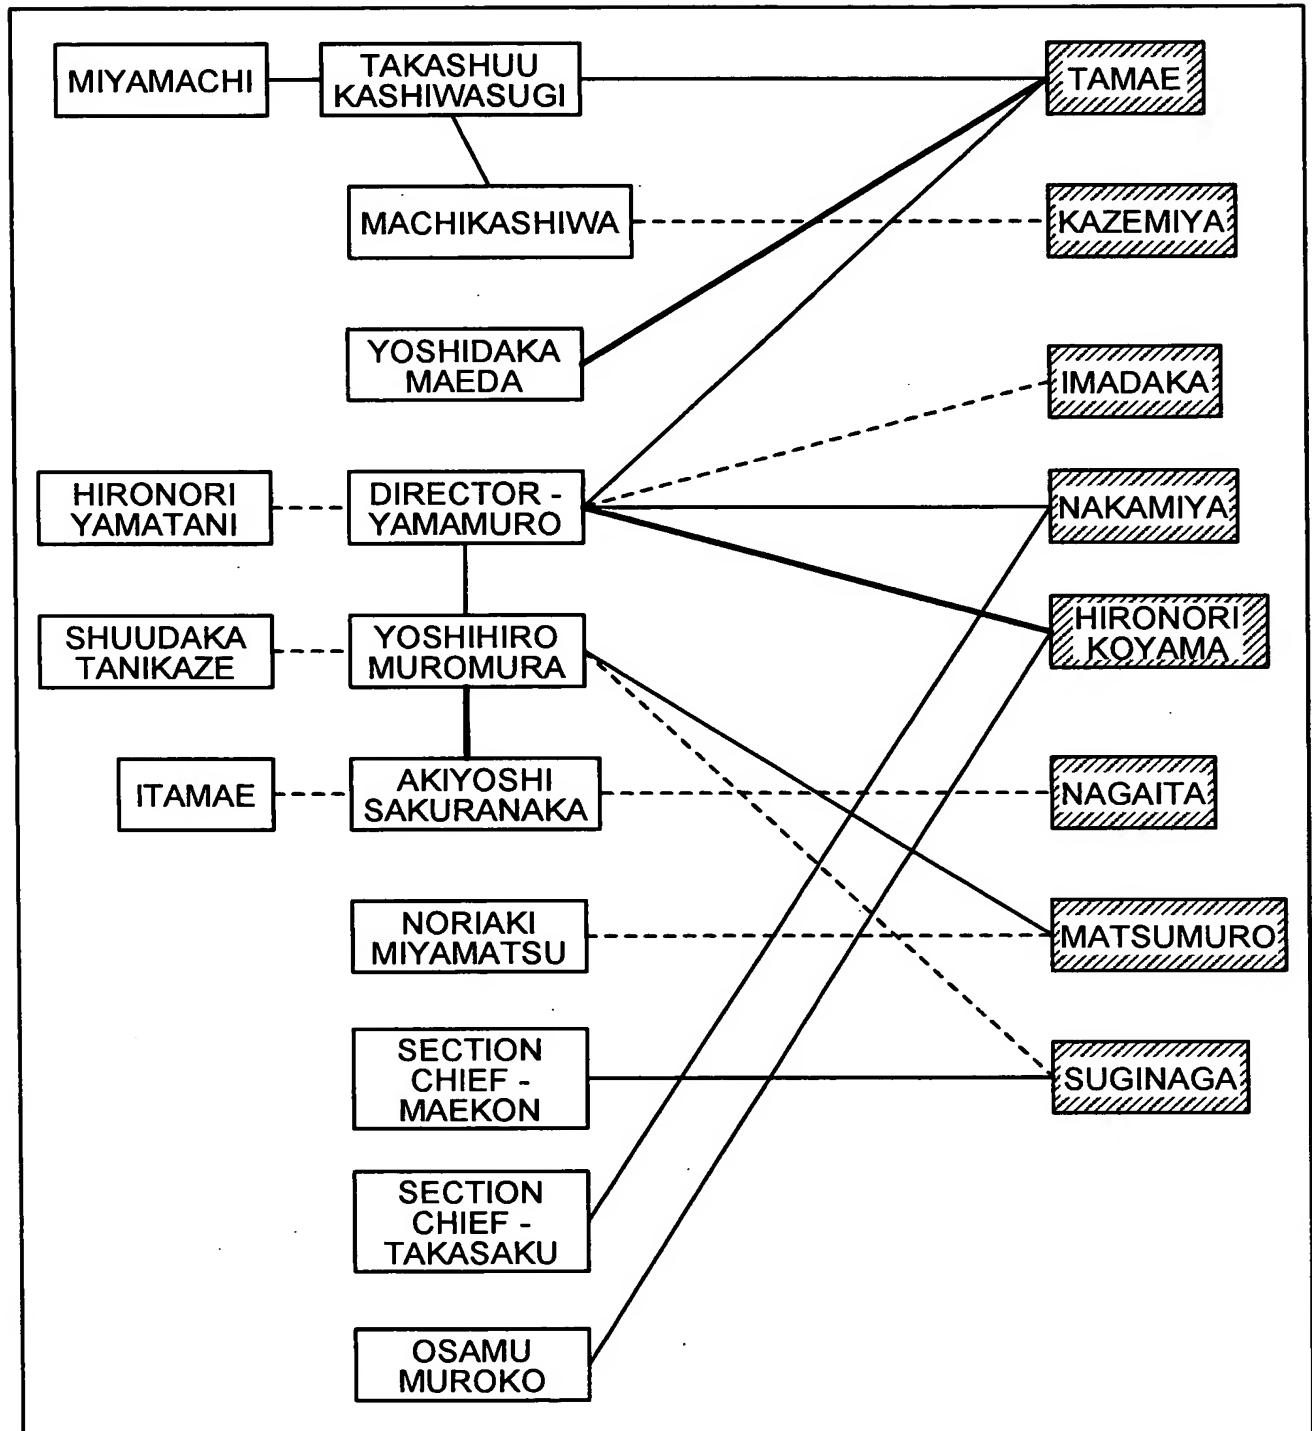 MIYAMACHI
TAKASHUU
KASHIWASUGI
TAMAE
MACHIKASHIWA
KAZEMIYA
YOSHIDAKA
MAEDA
IMADAKA
HIRONORI
YAMATANI
DIRECTOR -
YAMAMURO
NAKAMIYA
SHUUDAKA
TANIKAZE
YOSHIHIRO
MUROMURA
HIRONORI
KOYAMA
ITAMAE
AKIYOSHI
SAKURANAKA
NAGAITA
NORIAKI
MIYAMATSU
MATSUMURO
SECTION
CHIEF -
MAEKON
SUGINAGA
SECTION
CHIEF -
TAKASAKU
OSAMU
MUROKO